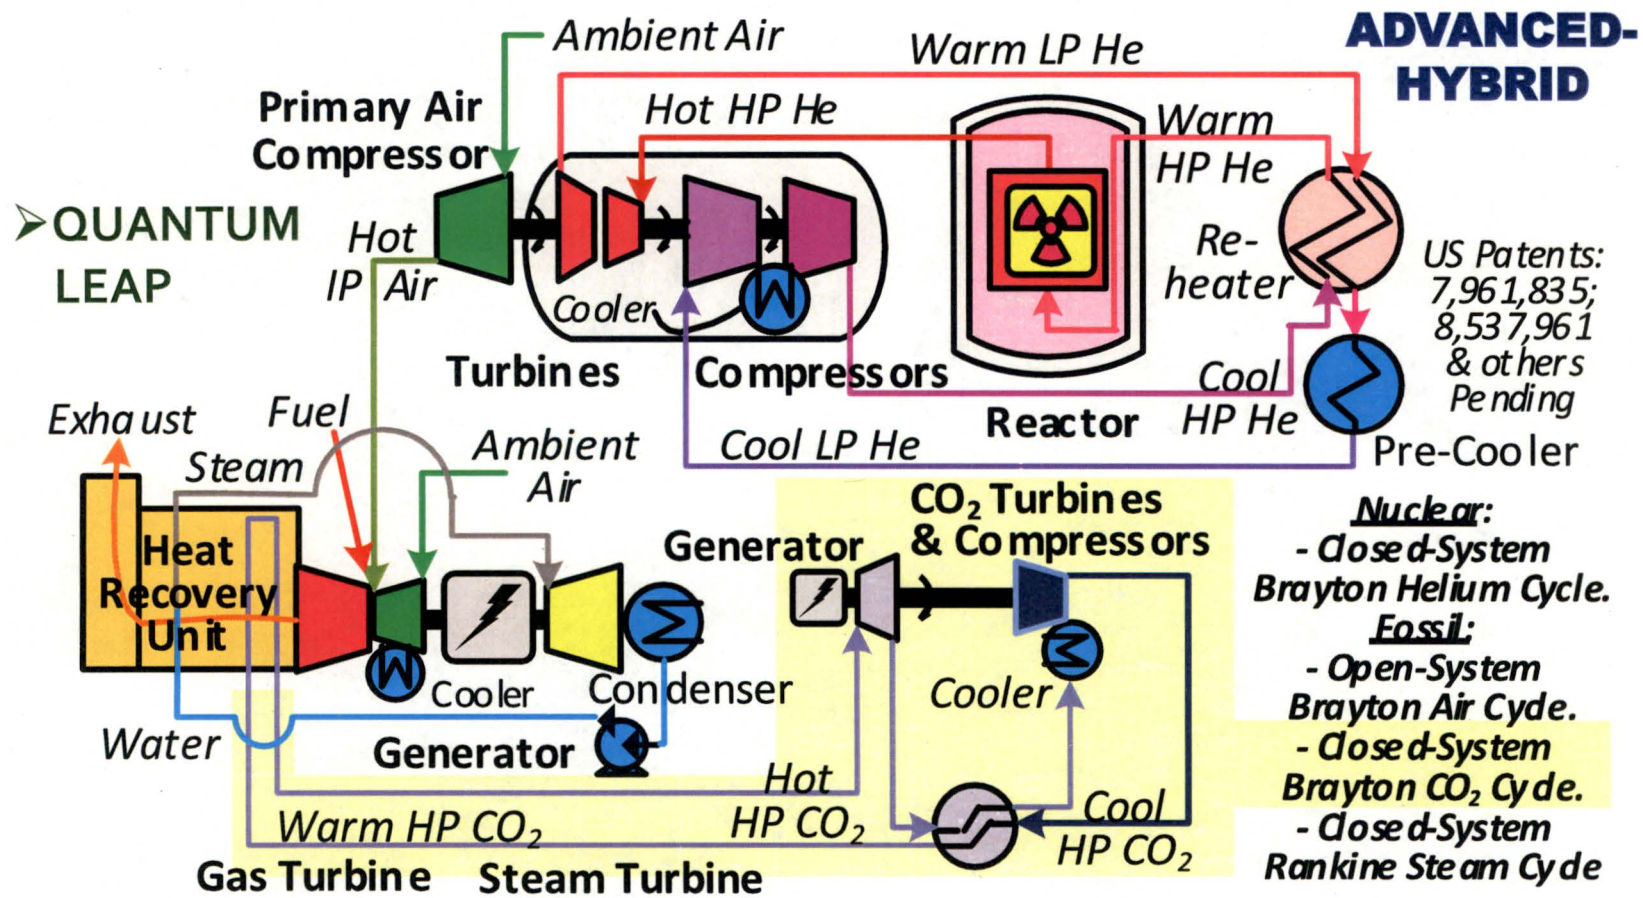 ADVANCED-
HYBRID
Ambient Air
Warm LP He
Hot HP He
Primary Air
Compressor
Warm
HP He
➢QUANTUM
LEAP
Hot
IP Air
Re-
heater
US Patents:
7,961,835;
8,537,961
& others
Pending
Cooler
Turbines
Compressors
Reactor
Cool
HP He
Cool LP He
Pre-Cooler
Exhaust
Fuel
Steam
Ambient
Air
Heat
Recovery
Unit
Cooler
Condenser
Water
Generator
Generator
CO2 Turbines
& Compressors
Cooler
Hot
HP CO2
Cool
HP CO2
Warm HP CO2
Gas Turbine
Steam Turbine
Nuclear:
- Closed-System
Brayton Helium Cycle.
Fossil:
- Open-System
Brayton Air Cycle.
- Closed-System
Brayton CO2 Cycle.
- Closed-System
Rankine Steam Cycle